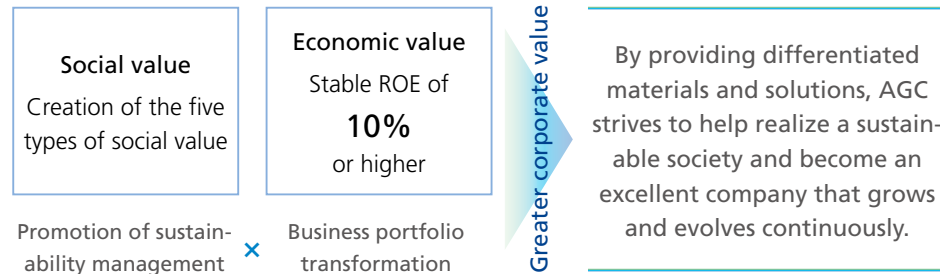 Social value
Creation of the five
types of social value
Economic value
Stable ROE of
10%
or higher
Promotion of sustain-
ability management
×
Business portfolio
transformation
Greater corporate value
By providing differentiated
materials and solutions, AGC
strives to help realize a sustain-
able society and become an
excellent company that grows
and evolves continuously.